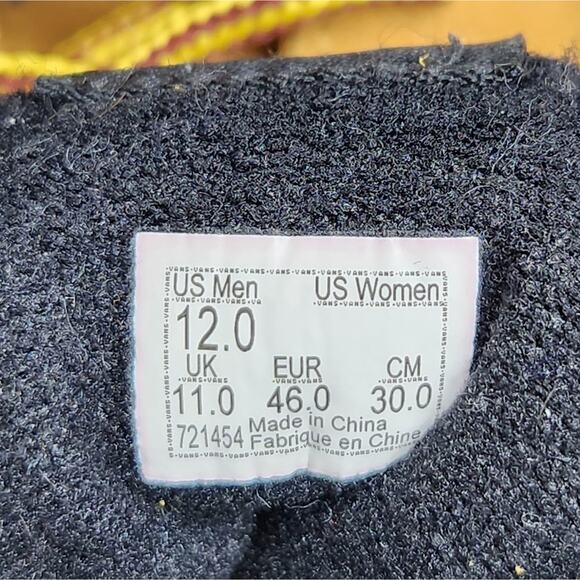 US Men US Women
12.0
UK EUR CM
11.0 46.0 30.0
721454 Made in China
Fabrique en Chine